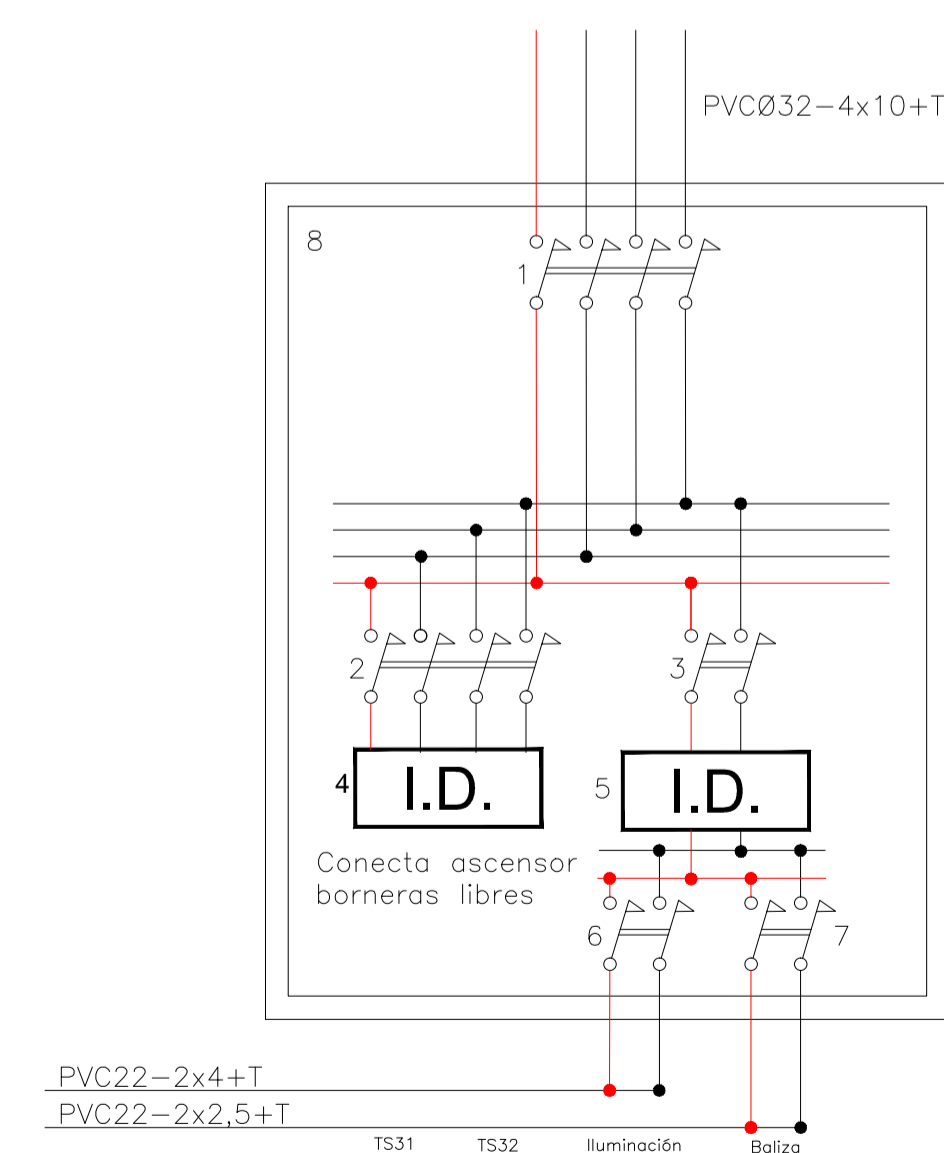 PVCØ32-4x10+T
8
1
2
3
4
I.D.
5
I.D.
Conecta ascensor
borneras libres
6
7
PVC22-2x4+T
PVC22-2x2,5+T
TS31
TS32
Iluminación
Baliza